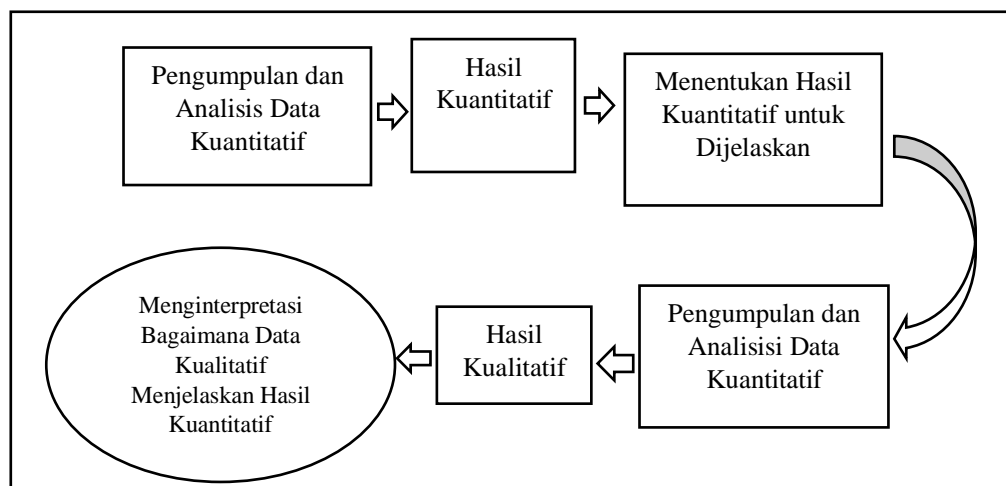 Pengumpulan dan
Analisis Data
Kuantitatif
Hasil
Kuantitatif
Menentukan Hasil
Kuantitatif untuk
Dijelaskan
Pengumpulan dan
Analisisi Data
Kuantitatif
Hasil
Kualitatif
Menginterpretasi
Bagaimana Data
Kualitatif
Menjelaskan Hasil
Kuantitatif